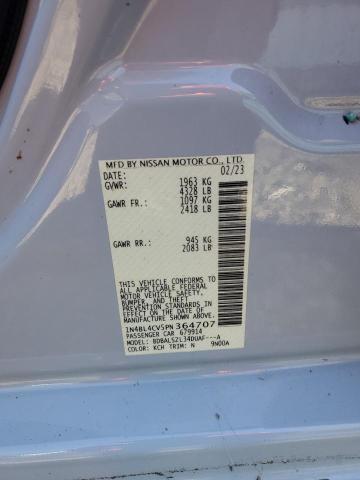 MFD BY NISSAN MOTOR CO., LTD.
DATE: 02/23
GVWR: 1963 KG
4328 LB
GAWR FR.: 1097 KG
2418 LB
GAWR RR.: 945 KG
2083 LB
THIS VEHICLE CONFORMS TO ALL
APPLICABLE FEDERAL MOTOR VEHICLE SAFETY,
BUMPER, AND THEFT
PREVENTION STANDARDS IN EFFECT ON
THE DATE OF MANUFACTURE SHOWN ABOVE.
1N4BL4CV5PN364707
PASSENGER CAR 679914
MODEL: BDBALSZL34DUAF---A
COLOR: KCH TRIM: N 9N00A